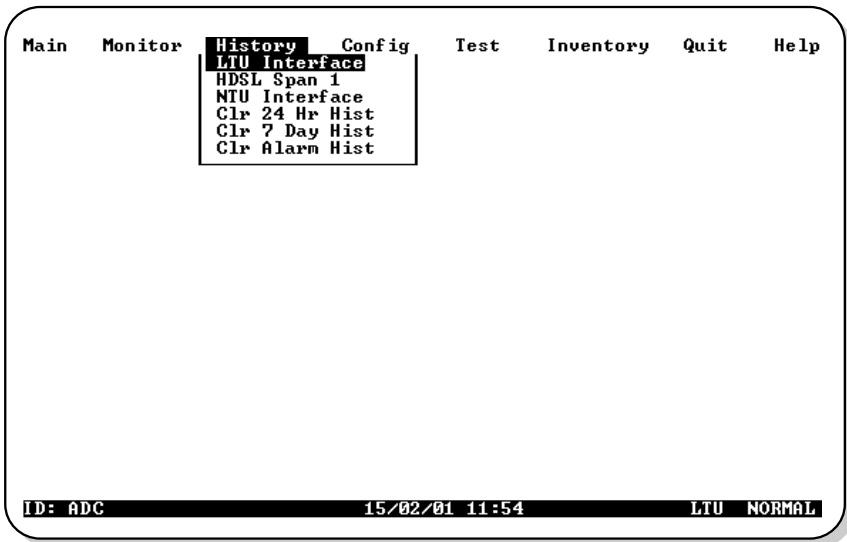 Main Monitor History Config Test Inventory Quit Help
LTU Interface
HDSL Span 1
NTU Interface
Clr 24 Hr Hist
Clr 7 Day Hist
Clr Alarm Hist
ID: ADC 15/02/01 11:54 LTU NORMAL